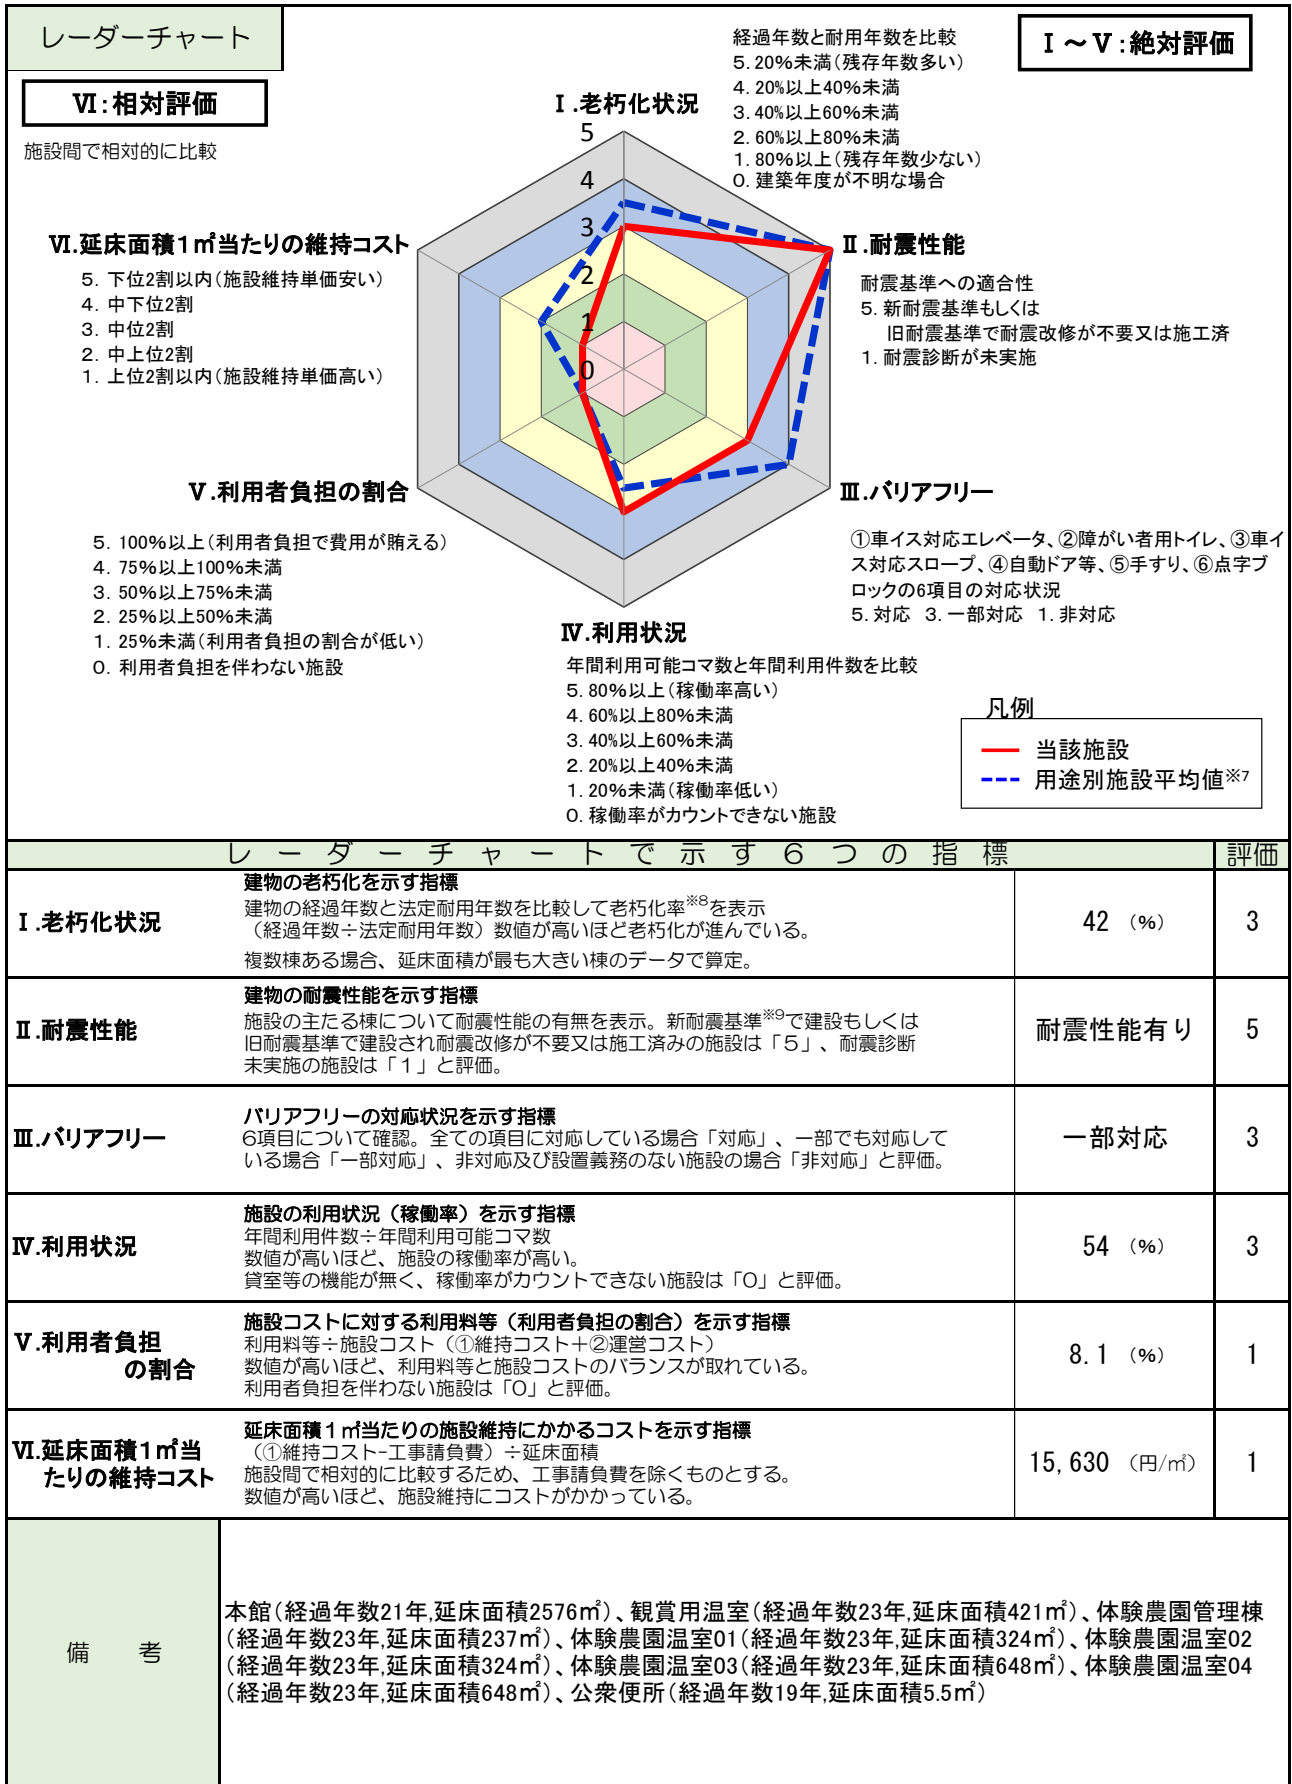 レーダーチャート
Ⅰ～Ⅴ:絶対評価
Ⅵ:相対評価
施設間で相対的に比較
Ⅰ.老朽化状況
経過年数と耐用年数を比較
5.20%未満(残存年数多い)
4.20%以上40%未満
3.40%以上60%未満
2.60%以上80%未満
1.80%以上(残存年数少ない)
0.建築年度が不明な場合
5
4
3
2
1
0
Ⅱ.耐震性能
耐震基準への適合性
5.新耐震基準もしくは
旧耐震基準で耐震改修が不要又は施工済
1.耐震診断が未実施
Ⅵ.延床面積1㎡当たりの維持コスト
5.下位2割以内(施設維持単価安い)
4.中下位2割
3.中位2割
2.中上位2割
1.上位2割以内(施設維持単価高い)
Ⅲ.バリアフリー
①車イス対応エレベータ、②障がい者用トイレ、③車イ
ス対応スロープ、④自動ドア等、⑤手すり、⑥点字ブ
ロックの6項目の対応状況
5.対応 3.一部対応 1.非対応
Ⅴ.利用者負担の割合
5.100%以上(利用者負担で費用が賄える)
4.75%以上100%未満
3.50%以上75%未満
2.25%以上50%未満
1.25%未満(利用者負担の割合が低い)
0.利用者負担を伴わない施設
Ⅳ.利用状況
年間利用可能コマ数と年間利用件数を比較
5.80%以上(稼働率高い)
4.60%以上80%未満
3.40%以上60%未満
2.20%以上40%未満
1.20%未満(稼働率低い)
0.稼働率がカウントできない施設
凡例
当該施設
用途別施設平均値※7
レーダーチャートで示す6つの指標 評価
Ⅰ.老朽化状況
建物の老朽化を示す指標
建物の経過年数と法定耐用年数を比較して老朽化率※8を表示
(経過年数÷法定耐用年数)数値が高いほど老朽化が進んでいる。
複数棟ある場合、延床面積が最も大きい棟のデータで算定。
42 (%) 3
Ⅱ.耐震性能
建物の耐震性能を示す指標
施設の主たる棟について耐震性能の有無を表示。新耐震基準※9で建設もしくは
旧耐震基準で建設され耐震改修が不要又は施工済みの施設は「5」、耐震診断
未実施の施設は「1」と評価。
耐震性能有り 5
Ⅲ.バリアフリー
バリアフリーの対応状況を示す指標
6項目について確認。全ての項目に対応している場合「対応」、一部でも対応して
いる場合「一部対応」、非対応及び設置義務のない施設の場合「非対応」と評価。
一部対応 3
Ⅳ.利用状況
施設の利用状況(稼働率)を示す指標
年間利用件数÷年間利用可能コマ数
数値が高いほど、施設の稼働率が高い。
貸室等の機能が無く、稼働率がカウントできない施設は「0」と評価。
54 (%) 3
Ⅴ.利用者負担
の割合
施設コストに対する利用料等(利用者負担の割合)を示す指標
利用料等÷施設コスト(①維持コスト+②運営コスト)
数値が高いほど、利用料等と施設コストのバランスが取れている。
利用者負担を伴わない施設は「0」と評価。
8.1 (%) 1
Ⅵ.延床面積1㎡当
たりの維持コスト
延床面積1㎡当たりの施設維持にかかるコストを示す指標
(①維持コスト-工事請負費)÷延床面積
施設間で相対的に比較するため、工事請負費を除くものとする。
数値が高いほど、施設維持にコストがかかっている。
15,630 (円/㎡) 1
備 考
本館(経過年数21年,延床面積2576㎡)、観賞用温室(経過年数23年,延床面積421㎡)、体験農園管理棟
(経過年数23年,延床面積237㎡)、体験農園温室01(経過年数23年,延床面積324㎡)、体験農園温室02
(経過年数23年,延床面積324㎡)、体験農園温室03(経過年数23年,延床面積648㎡)、体験農園温室04
(経過年数23年,延床面積648㎡)、公衆便所(経過年数19年,延床面積5.5㎡)